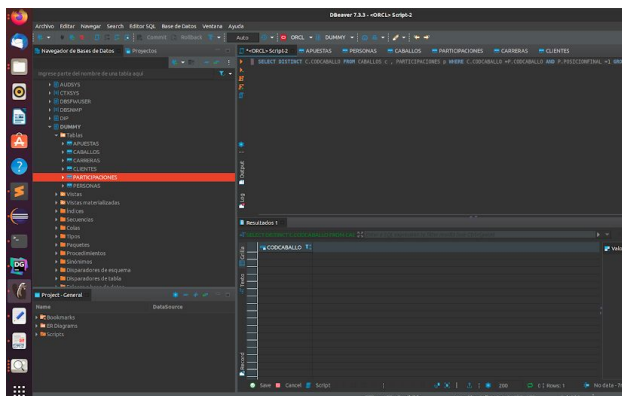 DBeaver 7.3.3 - <ORCL> Script-2
Archivo Editar Navegar Search Editor SQL Base de Datos Ventana Ayuda
Commit Rollback Auto ORCL DUMMY
Navegador de Bases de Datos Proyectos
*<ORCL> Script-2 APUESTAS PERSONAS CABALLOS PARTICIPACIONES CARRERAS CLIENTES
SELECT DISTINCT C.CODCABALLO FROM CABALLOS c , PARTICIPACIONES p WHERE C.CODCABALLO =P.CODCABALLO AND P.POSICIONFINAL =1
Ingrese parte del nombre de una tabla aquí
AUDSYS
CTXSYS
DBSFWUSER
DBSNMP
DIP
DUMMY
Tablas
APUESTAS
CABALLOS
CARRERAS
CLIENTES
PARTICIPACIONES
PERSONAS
Vistas
Vistas materializadas
Índices
Secuencias
Colas
Tipos
Paquetes
Procedimientos
Sinónimos
Disparadores de esquema
Disparadores de tabla
Output
Log
Resultados 1
CODCABALLO
Grilla
Texto
Record
Project - General
Name DataSource
Bookmarks
ER Diagrams
Scripts
Save Cancel Script 200 Rows: 1 No data